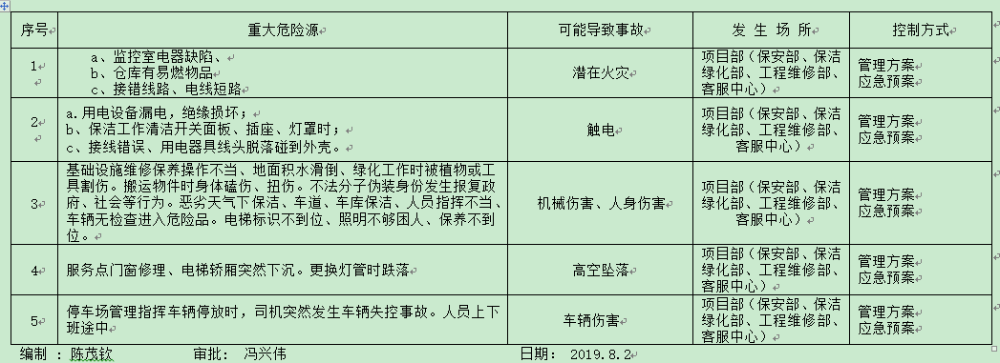 序号 重大危险源 可能导致事故 发 生 场 所 控制方式
1
a、监控室电器缺陷、
b、仓库有易燃物品
c、接错线路、电线短路
潜在火灾
项目部（保安部、保洁
绿化部、工程维修部、
客服中心）
管理方案
应急预案
2
a.用电设备漏电，绝缘损坏；
b、保洁工作清洁开关面板、插座、灯罩时；
c、接线错误、用电器具线头脱落碰到外壳。
触电
项目部（保安部、保洁
绿化部、工程维修部、
客服中心）
管理方案
应急预案
3
基础设施维修保养操作不当、地面积水滑倒、绿化工作时被植物或工
具割伤。搬运物件时身体磕伤、扭伤。不法分子伪装身份发生报复政
府、社会等行为。恶劣天气下保洁、车道、车库保洁、人员指挥不当、
车辆无检查进入危险品。电梯标识不到位、照明不够困人、保养不到
位。
机械伤害、人身伤害
项目部（保安部、保洁
绿化部、工程维修部、
客服中心）
管理方案
应急预案
4
服务点门窗修理、电梯轿厢突然下沉。更换灯管时跌落
高空坠落
项目部（保安部、保洁
绿化部、工程维修部、
客服中心）
管理方案
应急预案
5
停车场管理指挥车辆停放时，司机突然发生车辆失控事故。人员上下
班途中
车辆伤害
项目部（保安部、保洁
绿化部、工程维修部、
客服中心）
管理方案
应急预案
编制 ：陈茂钦 审批： 冯兴伟 日期： 2019.8.2